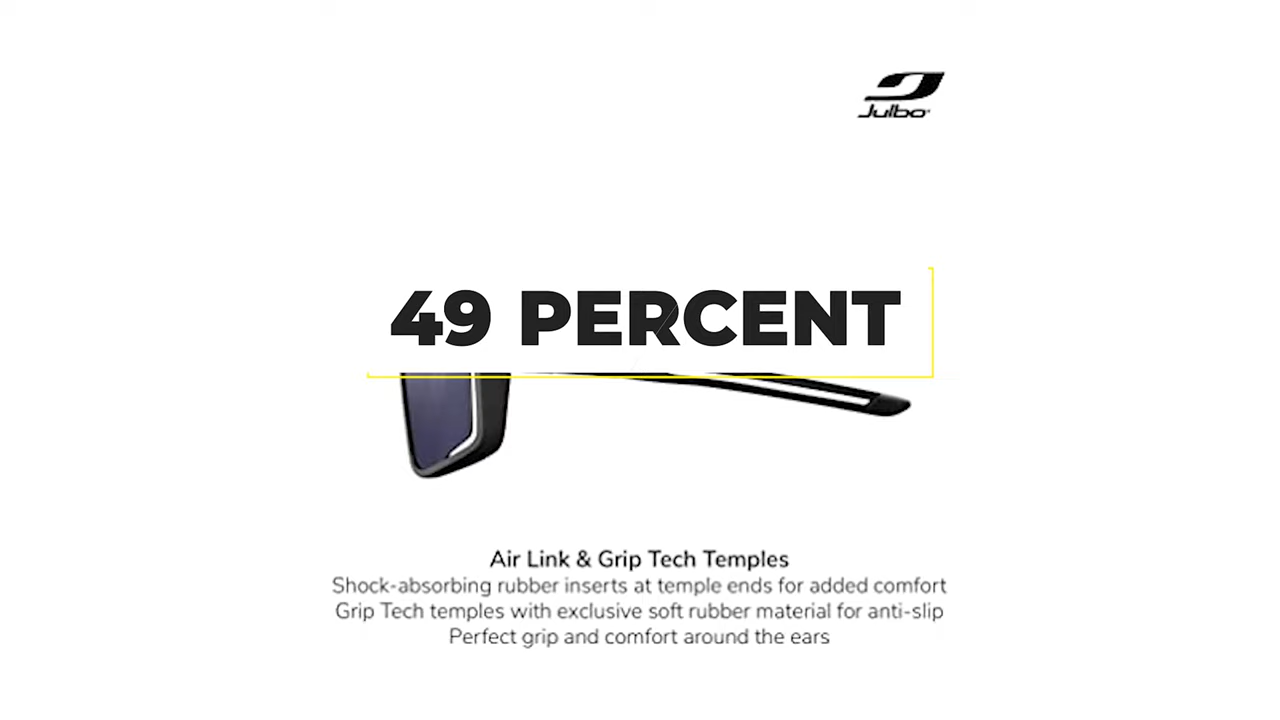 Julbo
49 PERCENT
Air Link & Grip Tech Temples
Shock-absorbing rubber inserts at temple ends for added comfort
Grip Tech temples with exclusive soft rubber material for anti-slip
Perfect grip and comfort around the ears